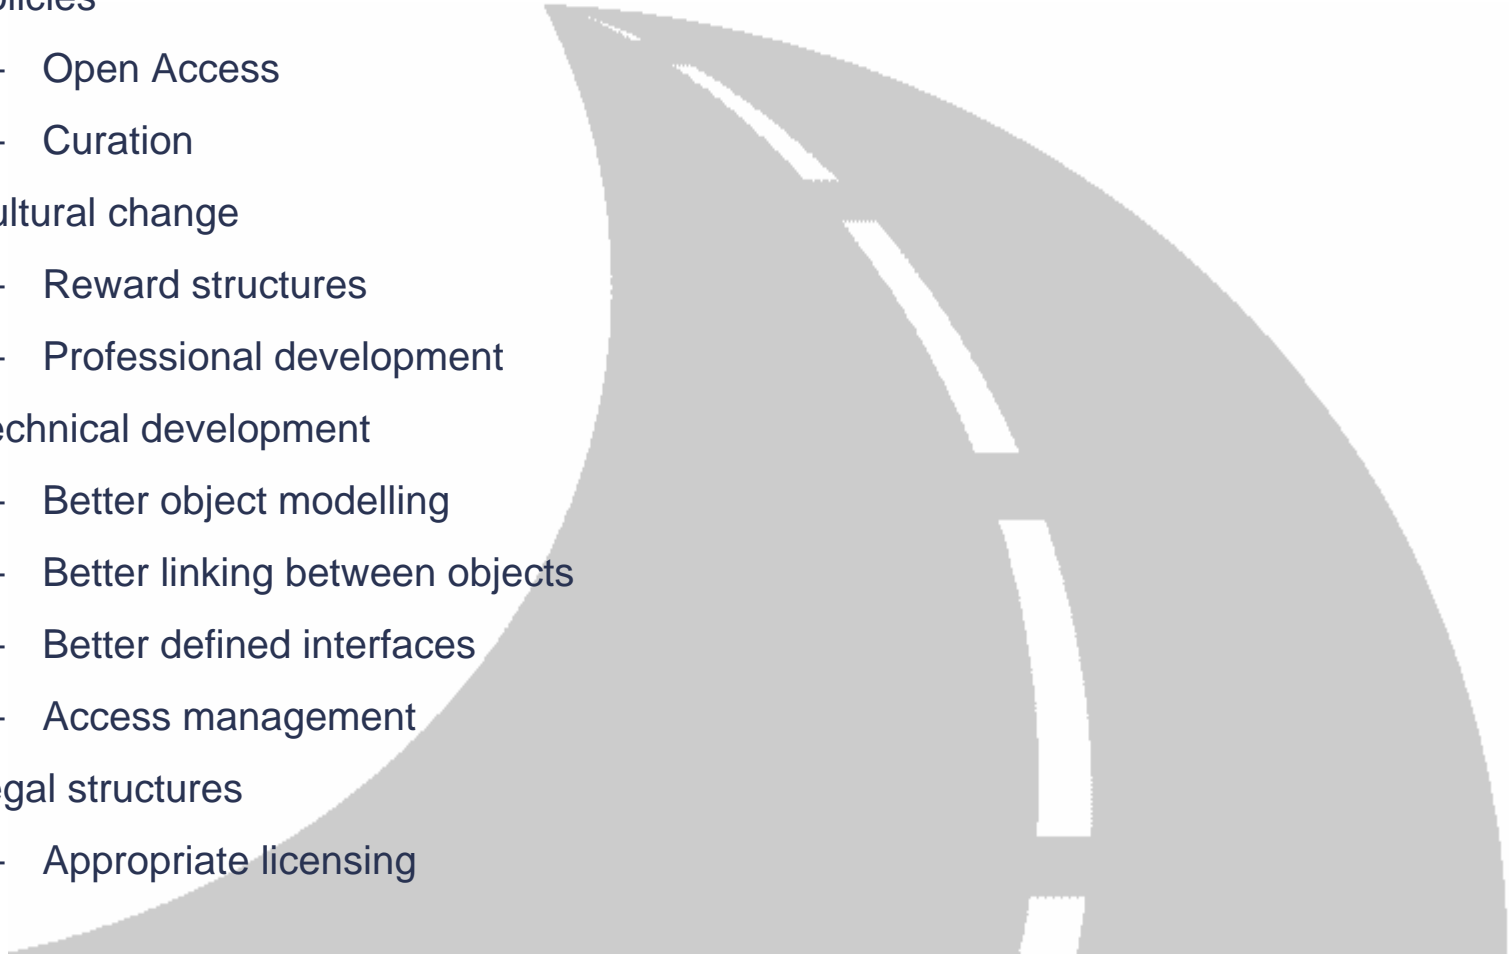 olicies
- Open Access
- Curation
ultural change
- Reward structures
- Professional development
echnical development
- Better object modelling
- Better linking between objects
- Better defined interfaces
- Access management
egal structures
- Appropriate licensing